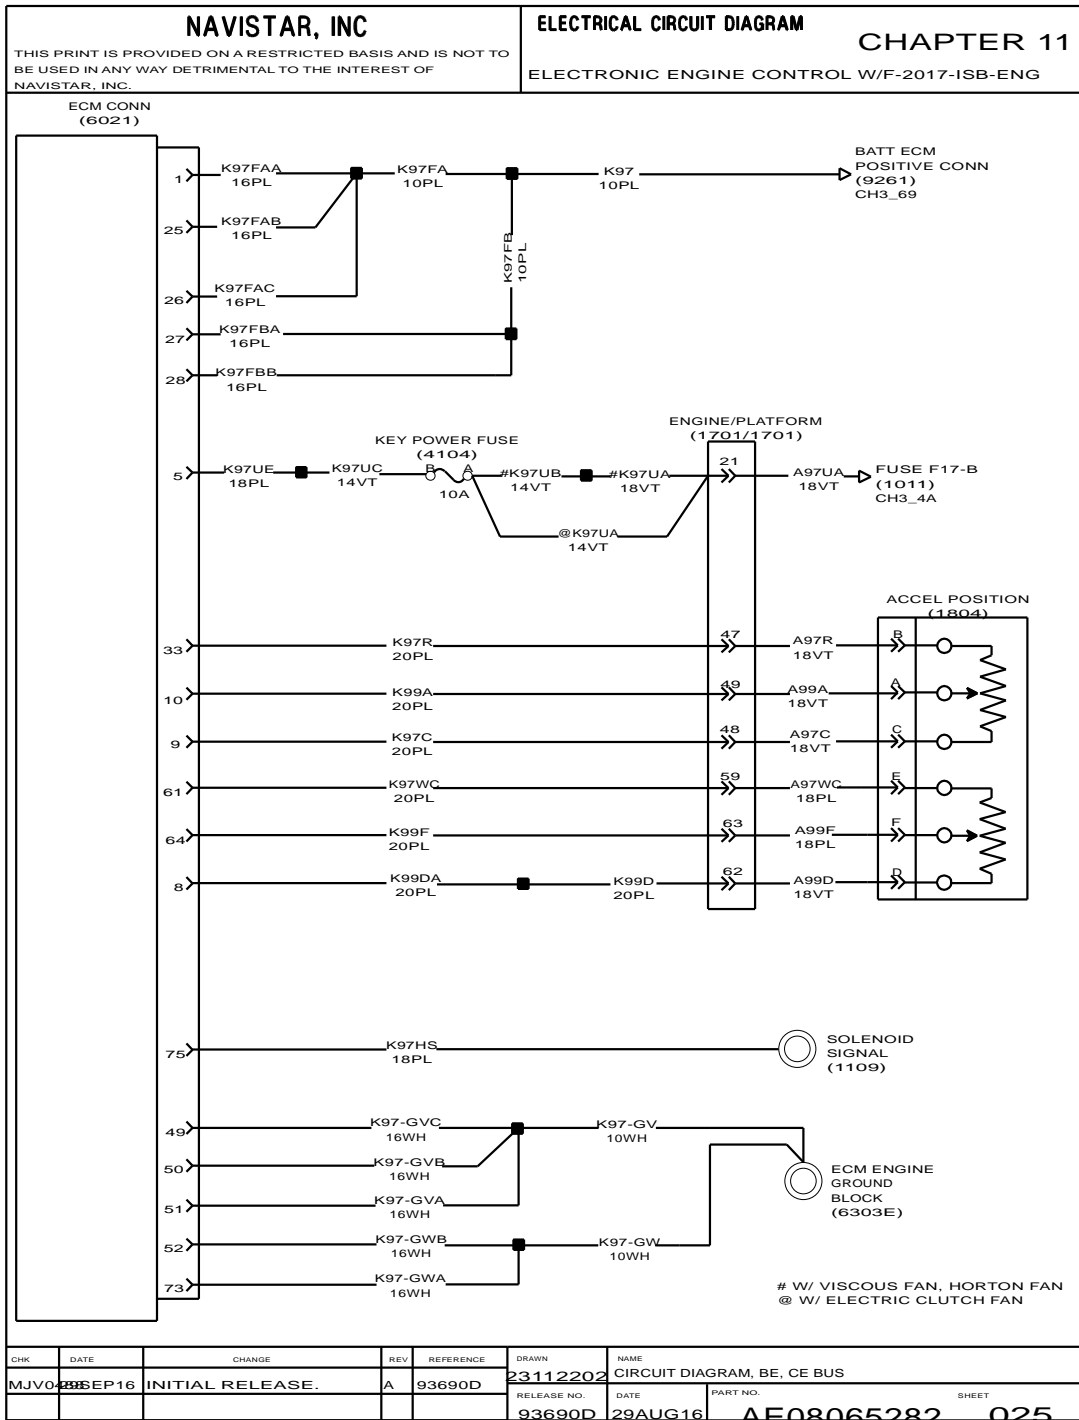 NAVISTAR, INC
THIS PRINT IS PROVIDED ON A RESTRICTED BASIS AND IS NOT TO
BE USED IN ANY WAY DETRIMENTAL TO THE INTEREST OF
NAVISTAR, INC.
ELECTRICAL CIRCUIT DIAGRAM
CHAPTER 11
ELECTRONIC ENGINE CONTROL W/F-2017-ISB-ENG
ECM CONN
(6021)
1
K97FAA
16PL
K97FA
10PL
K97
10PL
BATT ECM
POSITIVE CONN
(9261)
CH3_69
25
K97FAB
16PL
K97FB
10PL
26
K97FAC
16PL
27
K97FBA
16PL
28
K97FBB
16PL
ENGINE/PLATFORM
(1701/1701)
KEY POWER FUSE
(4104)
5
K97UE
18PL
K97UC
14VT
B
A
10A
#K97UB
14VT
#K97UA
18VT
21
A97UA
18VT
FUSE F17-B
(1011)
CH3_4A
@K97UA
14VT
ACCEL POSITION
(1804)
33
K97R
20PL
47
A97R
18VT
B
10
K99A
20PL
49
A99A
18VT
A
9
K97C
20PL
48
A97C
18VT
C
61
K97WC
20PL
59
A97WC
18PL
E
64
K99F
20PL
63
A99F
18PL
F
8
K99DA
20PL
K99D
20PL
62
A99D
18VT
D
75
K97HS
18PL
SOLENOID
SIGNAL
(1109)
49
K97-GVC
16WH
K97-GV
10WH
50
K97-GVB
16WH
ECM ENGINE
GROUND
BLOCK
(6303E)
51
K97-GVA
16WH
52
K97-GWB
16WH
K97-GW
10WH
73
K97-GWA
16WH
# W/ VISCOUS FAN, HORTON FAN
@ W/ ELECTRIC CLUTCH FAN
CHK DATE CHANGE REV REFERENCE DRAWN NAME
INITIAL RELEASE. A 93690D 23112202 CIRCUIT DIAGRAM, BE, CE BUS
RELEASE NO. DATE PART NO. SHEET
93690D 29AUG16 AE08065282 025